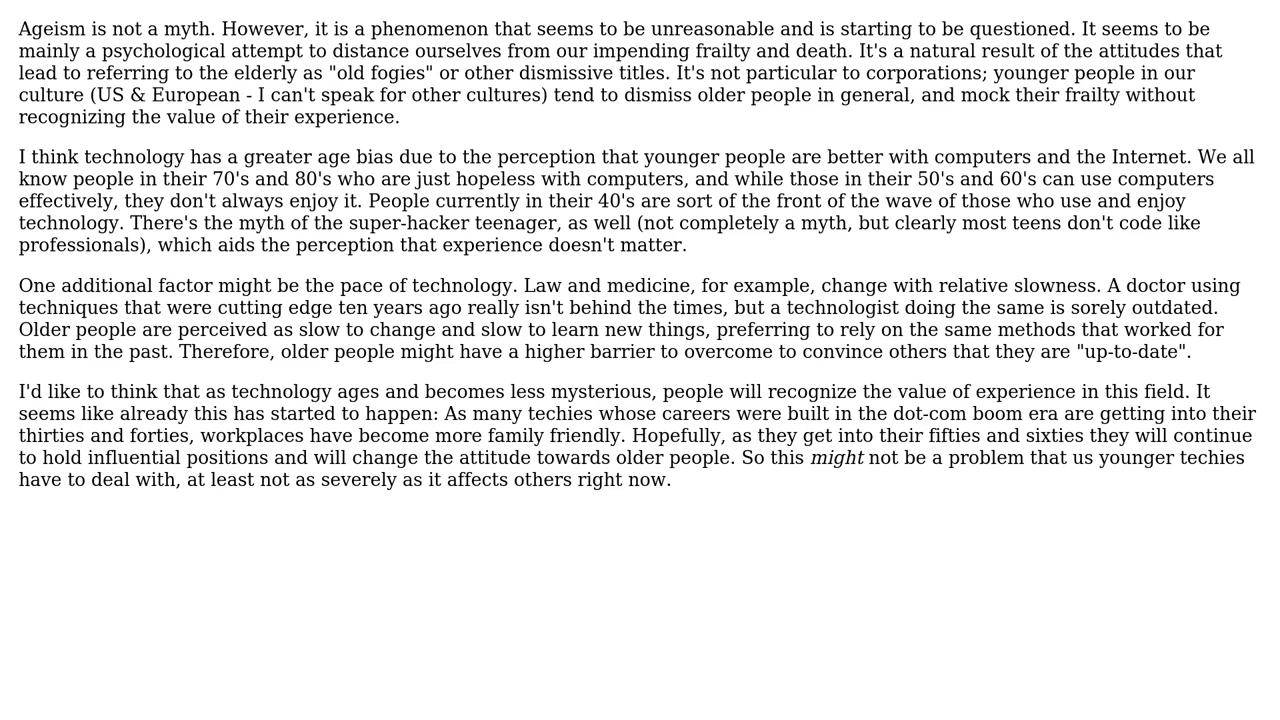 Ageism is not a myth. However, it is a phenomenon that seems to be unreasonable and is starting to be questioned. It seems to be
mainly a psychological attempt to distance ourselves from our impending frailty and death. It's a natural result of the attitudes that
lead to referring to the elderly as "old fogies" or other dismissive titles. It's not particular to corporations; younger people in our
culture (US & European - I can't speak for other cultures) tend to dismiss older people in general, and mock their frailty without
recognizing the value of their experience.
I think technology has a greater age bias due to the perception that younger people are better with computers and the Internet. We all
know people in their 70's and 80's who are just hopeless with computers, and while those in their 50's and 60's can use computers
effectively, they don't always enjoy it. People currently in their 40's are sort of the front of the wave of those who use and enjoy
technology. There's the myth of the super-hacker teenager, as well (not completely a myth, but clearly most teens don't code like
professionals), which aids the perception that experience doesn't matter.
One additional factor might be the pace of technology. Law and medicine, for example, change with relative slowness. A doctor using
techniques that were cutting edge ten years ago really isn't behind the times, but a technologist doing the same is sorely outdated.
Older people are perceived as slow to change and slow to learn new things, preferring to rely on the same methods that worked for
them in the past. Therefore, older people might have a higher barrier to overcome to convince others that they are "up-to-date".
I'd like to think that as technology ages and becomes less mysterious, people will recognize the value of experience in this field. It
seems like already this has started to happen: As many techies whose careers were built in the dot-com boom era are getting into their
thirties and forties, workplaces have become more family friendly. Hopefully, as they get into their fifties and sixties they will continue
to hold influential positions and will change the attitude towards older people. So this might not be a problem that us younger techies
have to deal with, at least not as severely as it affects others right now.